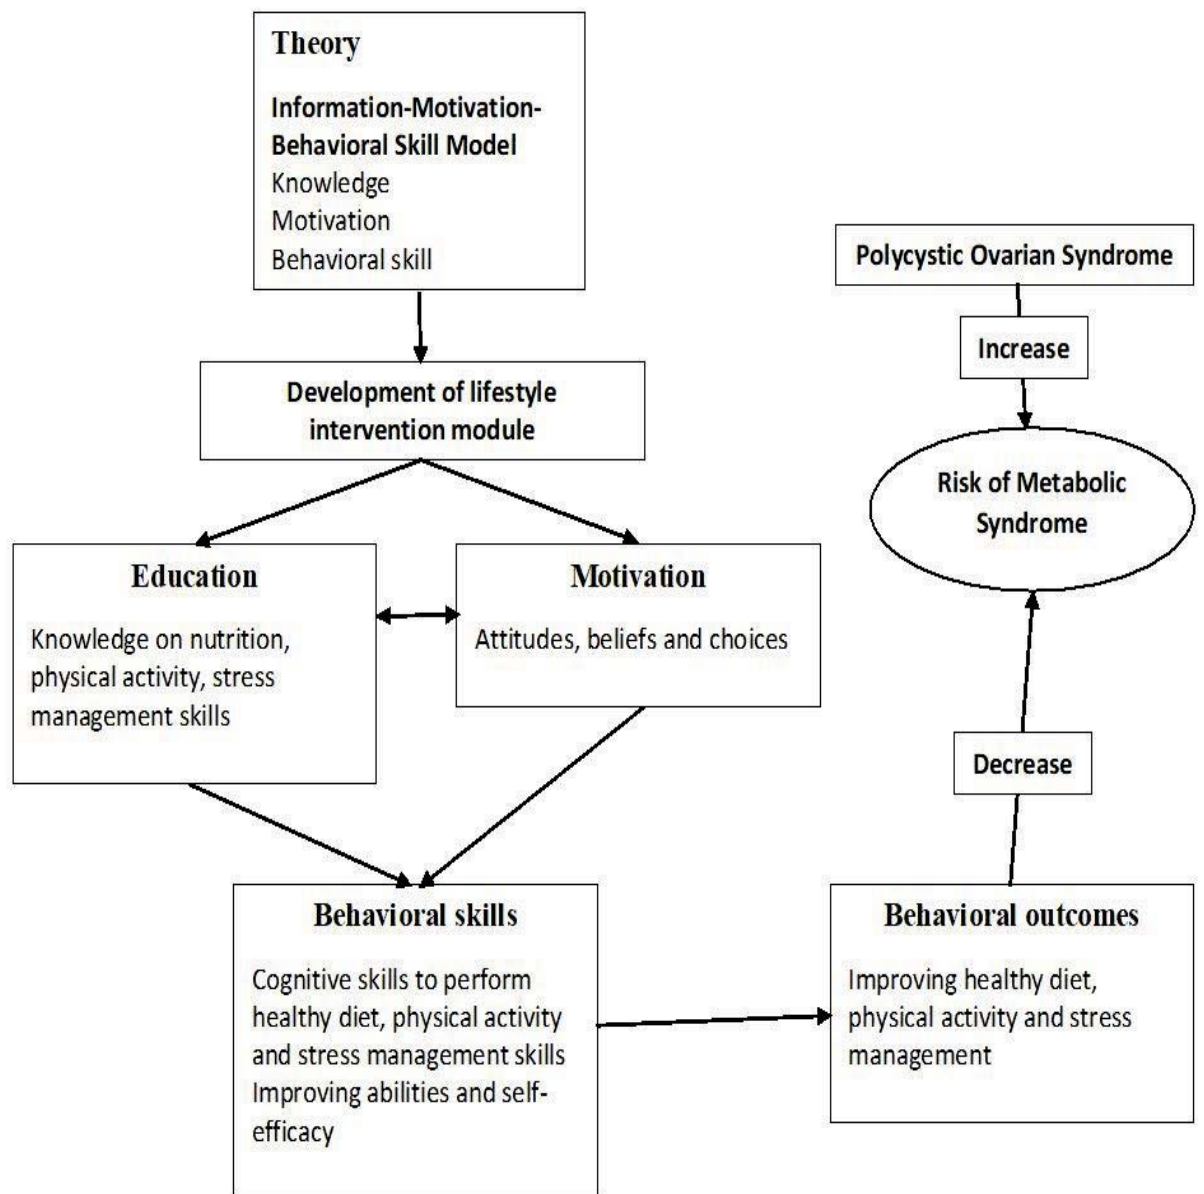 Theory
Information-Motivation-
Behavioral Skill Model
Knowledge
Motivation
Behavioral skill
Polycystic Ovarian Syndrome
Increase
Development of lifestyle
intervention module
Risk of Metabolic
Syndrome
Education
Knowledge on nutrition,
physical activity, stress
management skills
Motivation
Attitudes, beliefs and choices
Decrease
Behavioral skills
Cognitive skills to perform
healthy diet, physical activity
and stress management skills
Improving abilities and self-
efficacy
Behavioral outcomes
Improving healthy diet,
physical activity and stress
management